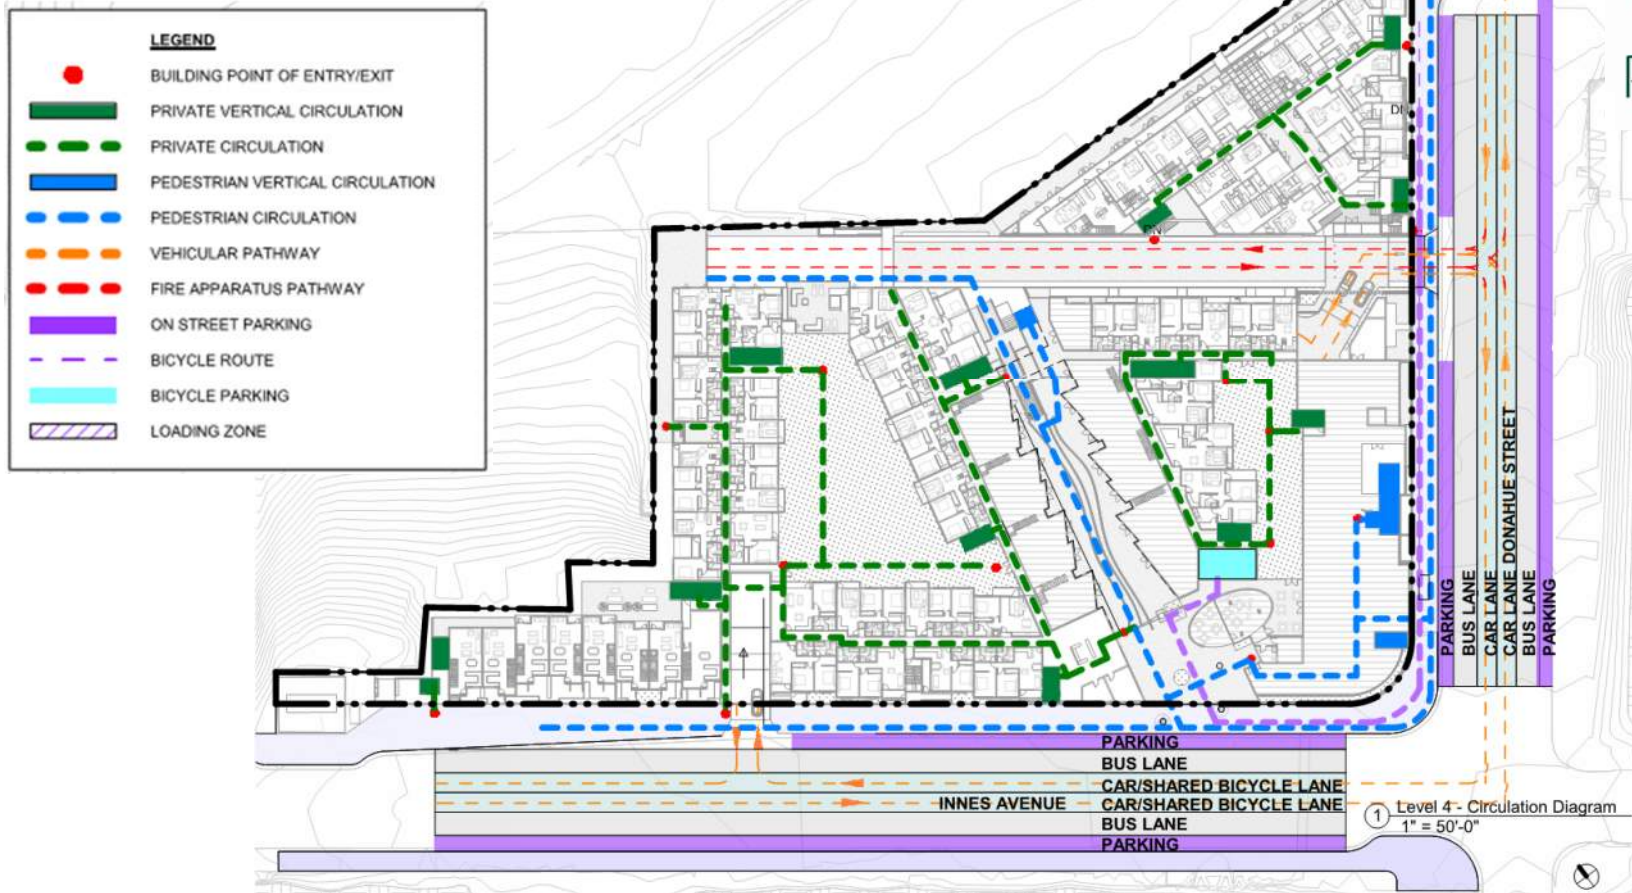 LEGEND
BUILDING POINT OF ENTRY/EXIT
PRIVATE VERTICAL CIRCULATION
PRIVATE CIRCULATION
PEDESTRIAN VERTICAL CIRCULATION
PEDESTRIAN CIRCULATION
VEHICULAR PATHWAY
FIRE APPARATUS PATHWAY
ON STREET PARKING
BICYCLE ROUTE
BICYCLE PARKING
LOADING ZONE
PARKING
BUS LANE
CAR LANE
CAR LANE DONAHUE STREET
BUS LANE
PARKING
PARKING
BUS LANE
CAR/SHARED BICYCLE LANE
INNES AVENUE CAR/SHARED BICYCLE LANE
BUS LANE
PARKING
1 Level 4 - Circulation Diagram
1" = 50'-0"